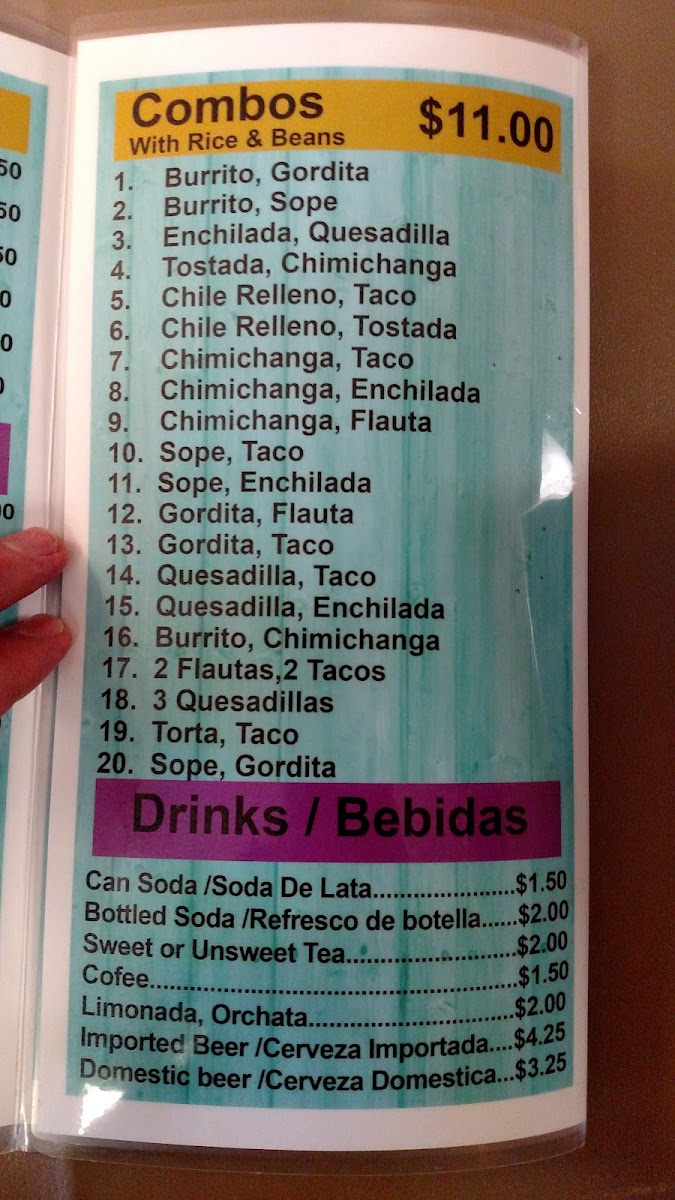 Combos
With Rice & Beans
$11.00
1. Burrito, Gordita
2. Burrito, Sope
3. Enchilada, Quesadilla
4. Tostada, Chimichanga
5. Chile Relleno, Taco
6. Chile Relleno, Tostada
7. Chimichanga, Taco
8. Chimichanga, Enchilada
9. Chimichanga, Flauta
10. Sope, Taco
11. Sope, Enchilada
12. Gordita, Flauta
13. Gordita, Taco
14. Quesadilla, Taco
15. Quesadilla, Enchilada
16. Burrito, Chimichanga
17. 2 Flautas,2 Tacos
18. 3 Quesadillas
19. Torta, Taco
20. Sope, Gordita
Drinks / Bebidas
Can Soda /Soda De Lata......................$1.50
Bottled Soda /Refresco de botella......$2.00
Sweet or Unsweet Tea..........................$2.00
Cofee.........................................................$1.50
Limonada, Orchata................................$2.00
Imported Beer /Cerveza Importada....$4.25
Domestic beer /Cerveza Domestica...$3.25